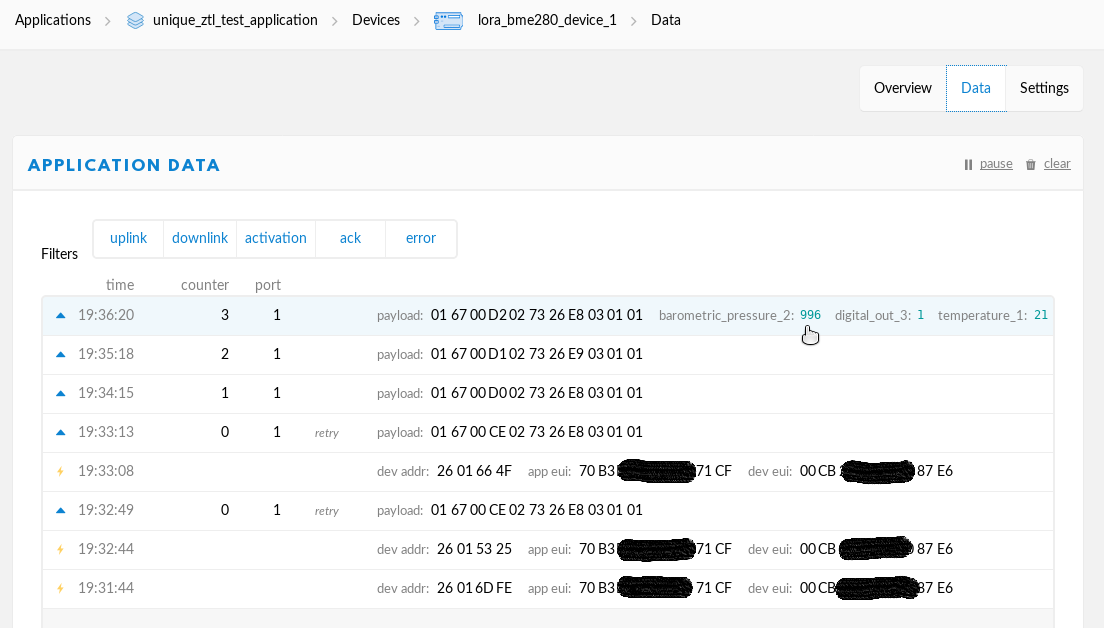 Applications > unique_ztl_test_application > Devices > lora_bme280_device_1 > Data
Overview Data Settings
APPLICATION DATA pause clear
Filters uplink downlink activation ack error
time counter port
19:36:20 3 1 payload: 01 67 00 D2 02 73 26 E8 03 01 01 barometric_pressure_2: 996 digital_out_3: 1 temperature_1: 21
19:35:18 2 1 payload: 01 67 00 D1 02 73 26 E9 03 01 01
19:34:15 1 1 payload: 01 67 00 D0 02 73 26 E8 03 01 01
19:33:13 0 1 retry payload: 01 67 00 CE 02 73 26 E8 03 01 01
19:33:08 dev addr: 26 01 66 4F app eui: 70 B3 71 CF dev eui: 00 CB 87 E6
19:32:49 0 1 retry payload: 01 67 00 CE 02 73 26 E8 03 01 01
19:32:44 dev addr: 26 01 53 25 app eui: 70 B3 71 CF dev eui: 00 CB 87 E6
19:31:44 dev addr: 26 01 6D FE app eui: 70 B3 71 CF dev eui: 00 CB 87 E6